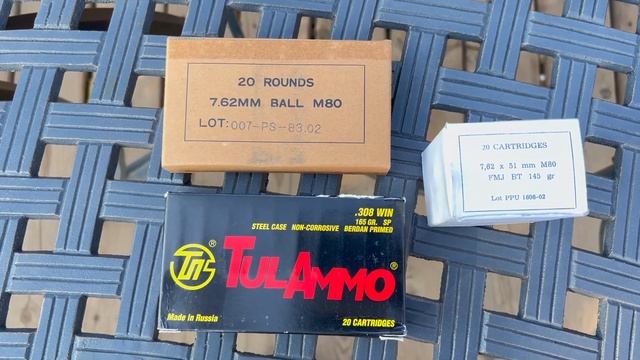 20 ROUNDS
7.62MM BALL M80
LOT: 007-PS-83.02
20 CARTRIDGES
7,62 x 51 mm M80
FMJ BT 145 gr
Lot PPU 1608-02
.308 WIN
165 GR. SP
STEEL CASE NON-CORROSIVE BERDAN PRIMED
TULAMMO®
®
Made in Russia
20 CARTRIDGES